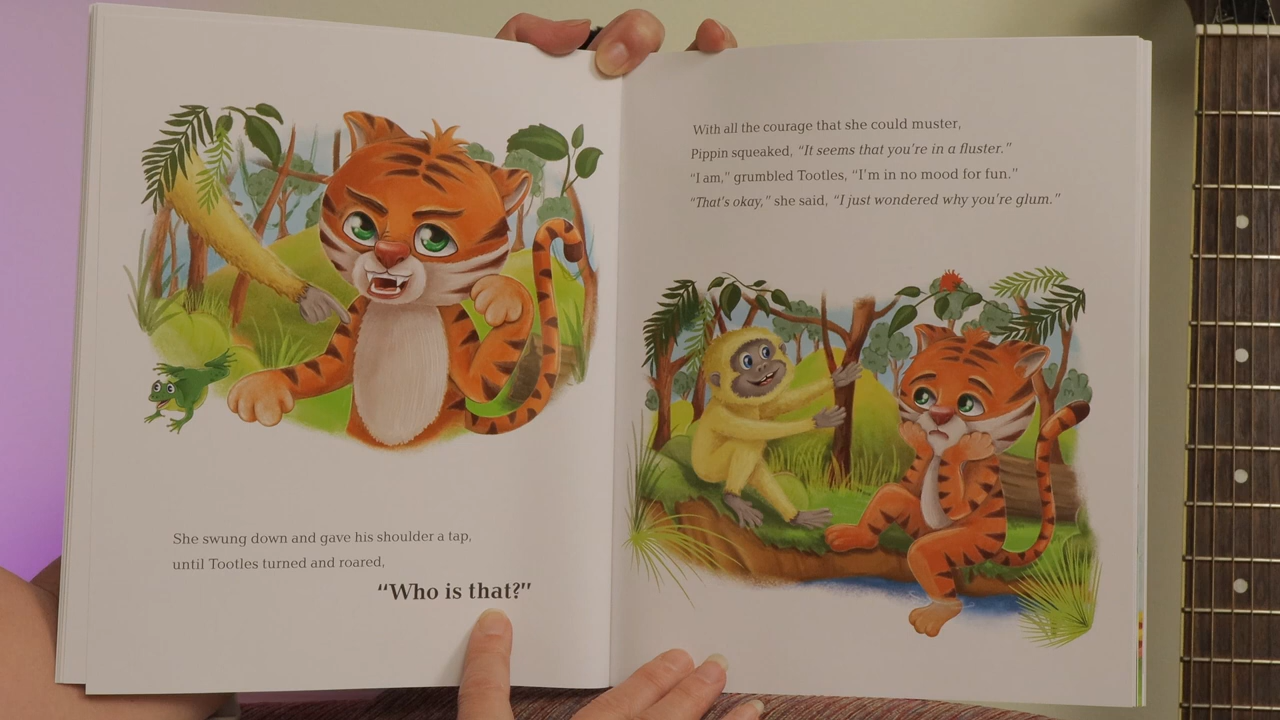 She swung down and gave his shoulder a tap,
until Tootles turned and roared,
“Who is that?”
With all the courage that she could muster,
Pippin squeaked, “It seems that you’re in a fluster.”
“I am,” grumbled Tootles, “I’m in no mood for fun.”
“That’s okay,” she said, “I just wondered why you’re glum.”